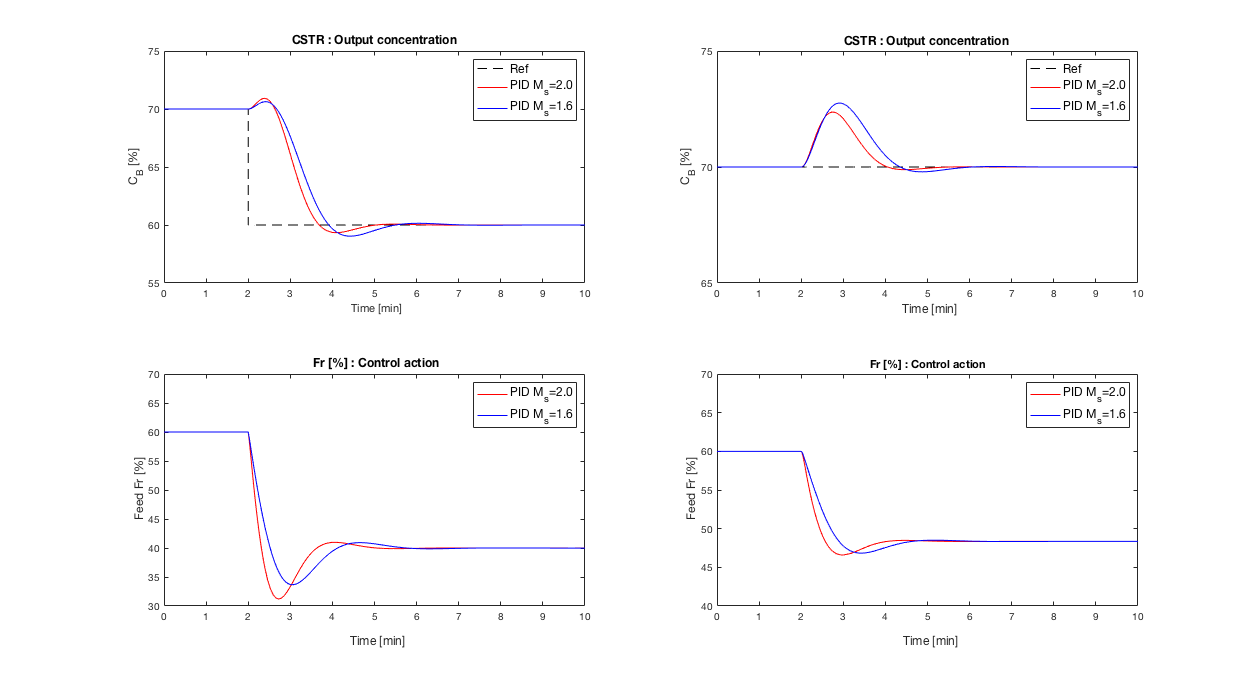 CSTR : Output concentration
75
70
65
60
55
C_B [%]
Ref
PID M_s=2.0
PID M_s=1.6
0 1 2 3 4 5 6 7 8 9 10
Time [min]
CSTR : Output concentration
75
70
65
C_B [%]
Ref
PID M_s=2.0
PID M_s=1.6
0 1 2 3 4 5 6 7 8 9 10
Time [min]
Fr [%] : Control action
70
65
60
55
50
45
40
35
30
Feed Fr [%]
PID M_s=2.0
PID M_s=1.6
0 1 2 3 4 5 6 7 8 9 10
Time [min]
Fr [%] : Control action
70
65
60
55
50
45
40
Feed Fr [%]
PID M_s=2.0
PID M_s=1.6
0 1 2 3 4 5 6 7 8 9 10
Time [min]